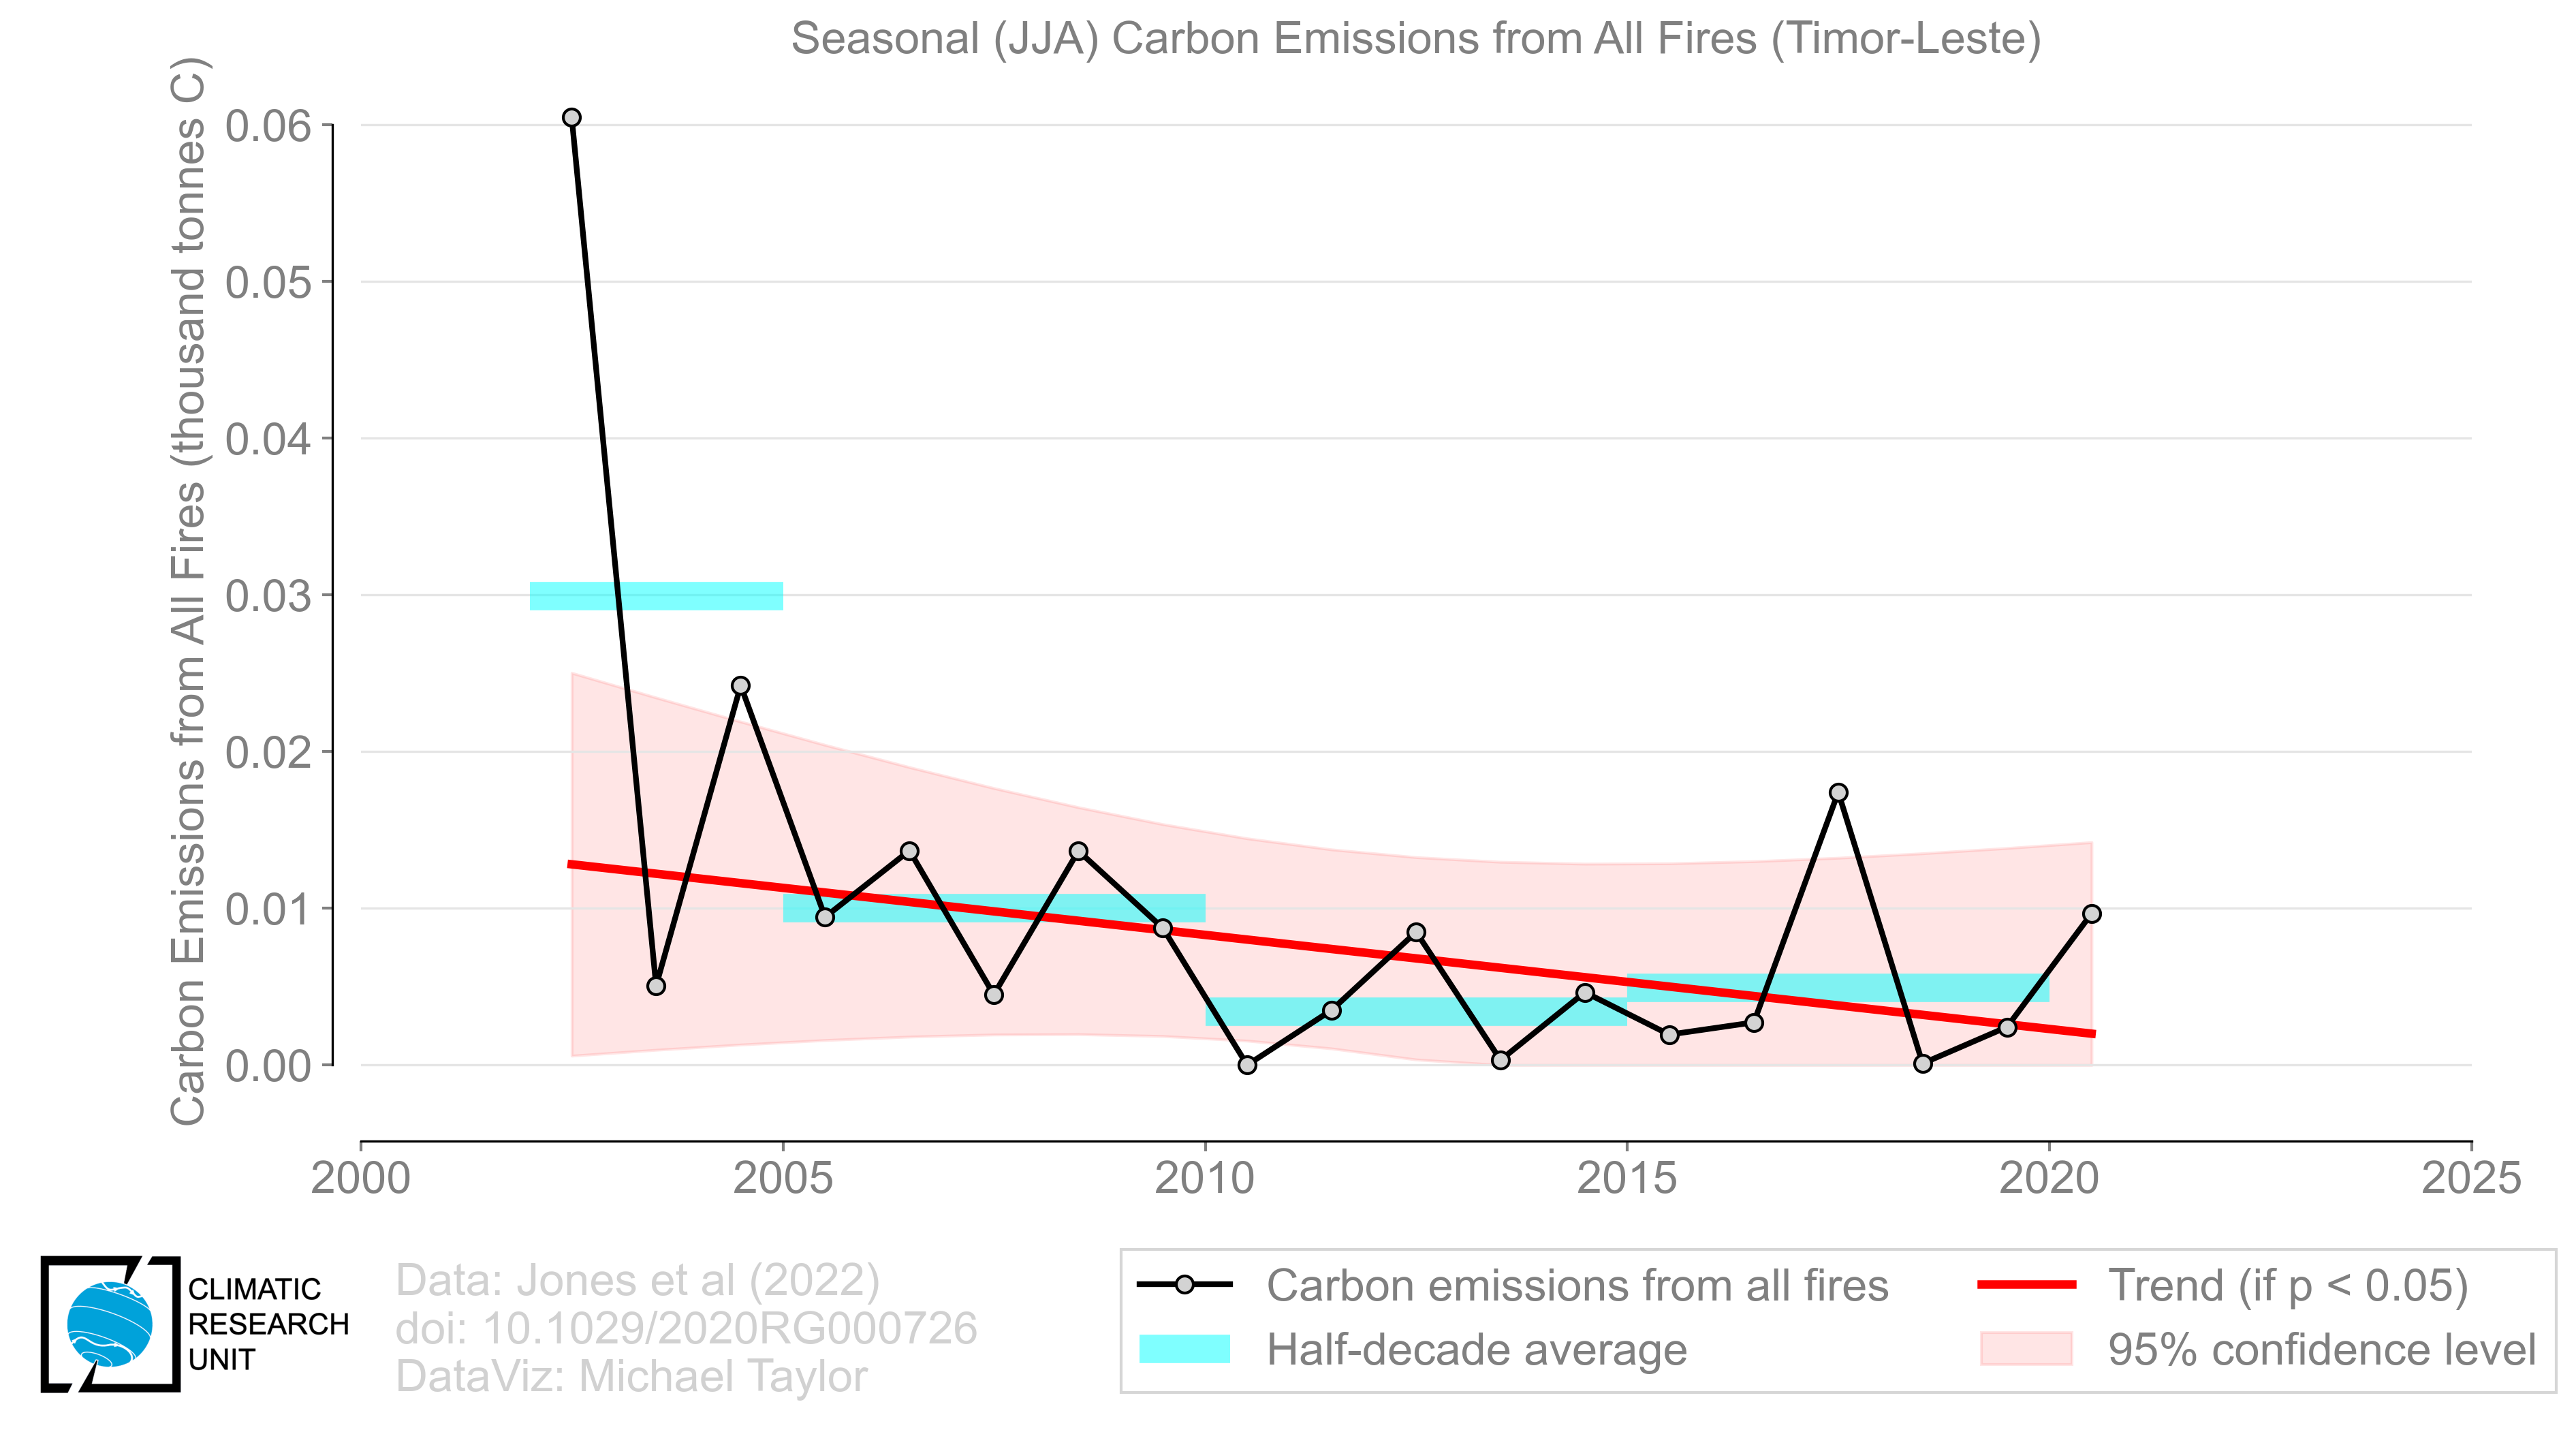 Seasonal (JJA) Carbon Emissions from All Fires (Timor-Leste)
Carbon Emissions from All Fires (thousand tonnes C)
0.06
0.05
0.04
0.03
0.02
0.01
0.00
2000 2005 2010 2015 2020 2025
CLIMATIC
RESEARCH
UNIT
Data: Jones et al (2022)
doi: 10.1029/2020RG000726
DataViz: Michael Taylor
Carbon emissions from all fires
Half-decade average
Trend (if p < 0.05)
95% confidence level